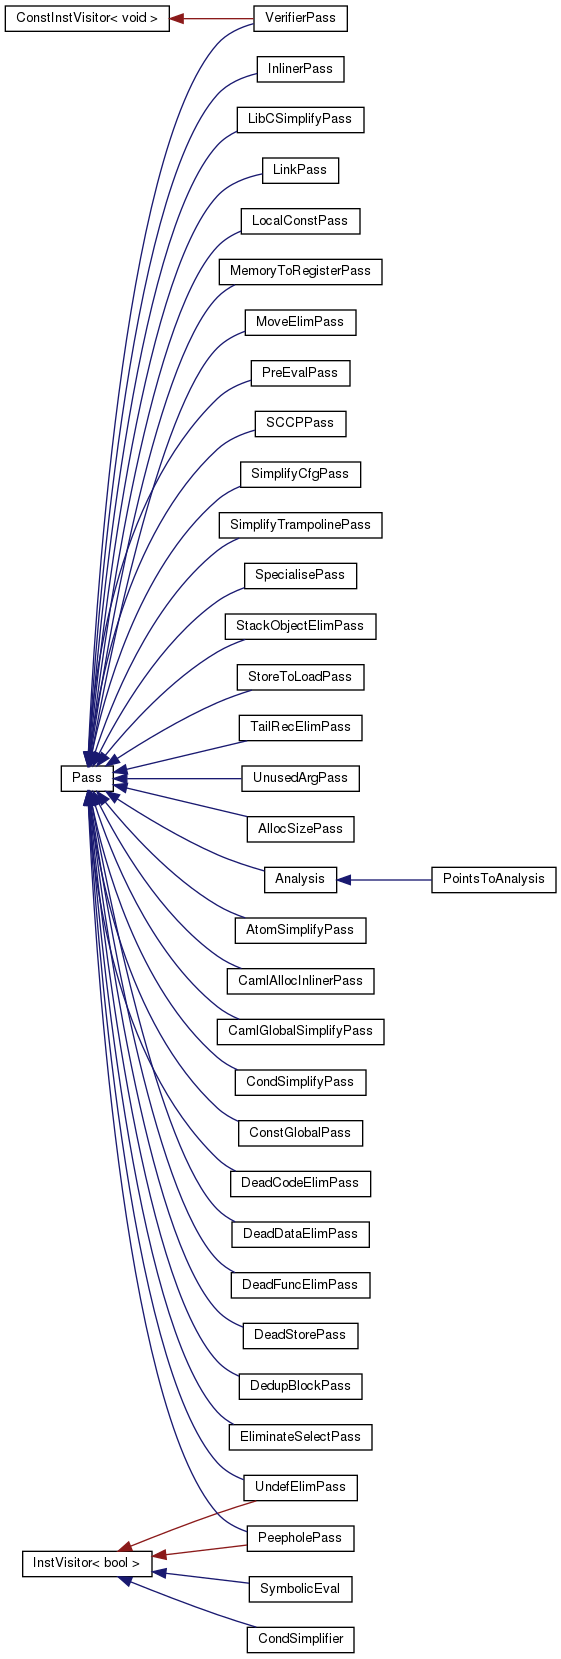 ConstInstVisitor< void >
VerifierPass
InlinerPass
LibCSimplifyPass
LinkPass
LocalConstPass
MemoryToRegisterPass
MoveElimPass
PreEvalPass
SCCPPass
SimplifyCfgPass
SimplifyTrampolinePass
SpecialisePass
StackObjectElimPass
StoreToLoadPass
TailRecElimPass
Pass
UnusedArgPass
AllocSizePass
Analysis
PointsToAnalysis
AtomSimplifyPass
CamlAllocInlinerPass
CamlGlobalSimplifyPass
CondSimplifyPass
ConstGlobalPass
DeadCodeElimPass
DeadDataElimPass
DeadFuncElimPass
DeadStorePass
DedupBlockPass
EliminateSelectPass
UndefElimPass
PeepholePass
InstVisitor< bool >
SymbolicEval
CondSimplifier